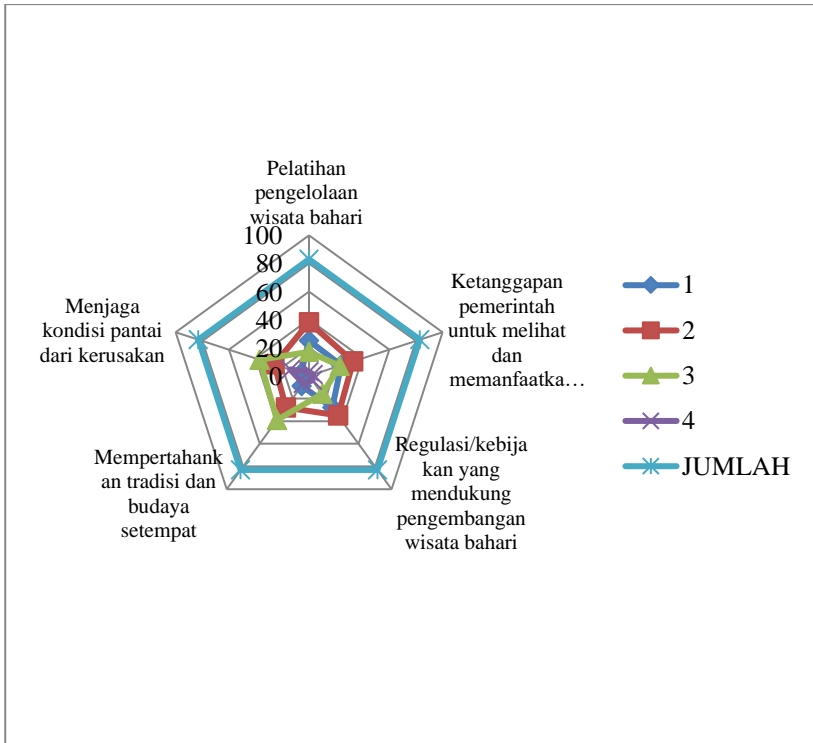 Pelatihan
pengelolaan
wisata bahari
100
80
60
40
20
0
Ketanggapan
pemerintah
untuk melihat
dan
memanfaatka...
Regulasi/kebija
kan yang
mendukung
pengembangan
wisata bahari
Mempertahank
an tradisi dan
budaya
setempat
Menjaga
kondisi pantai
dari kerusakan
1
2
3
4
JUMLAH